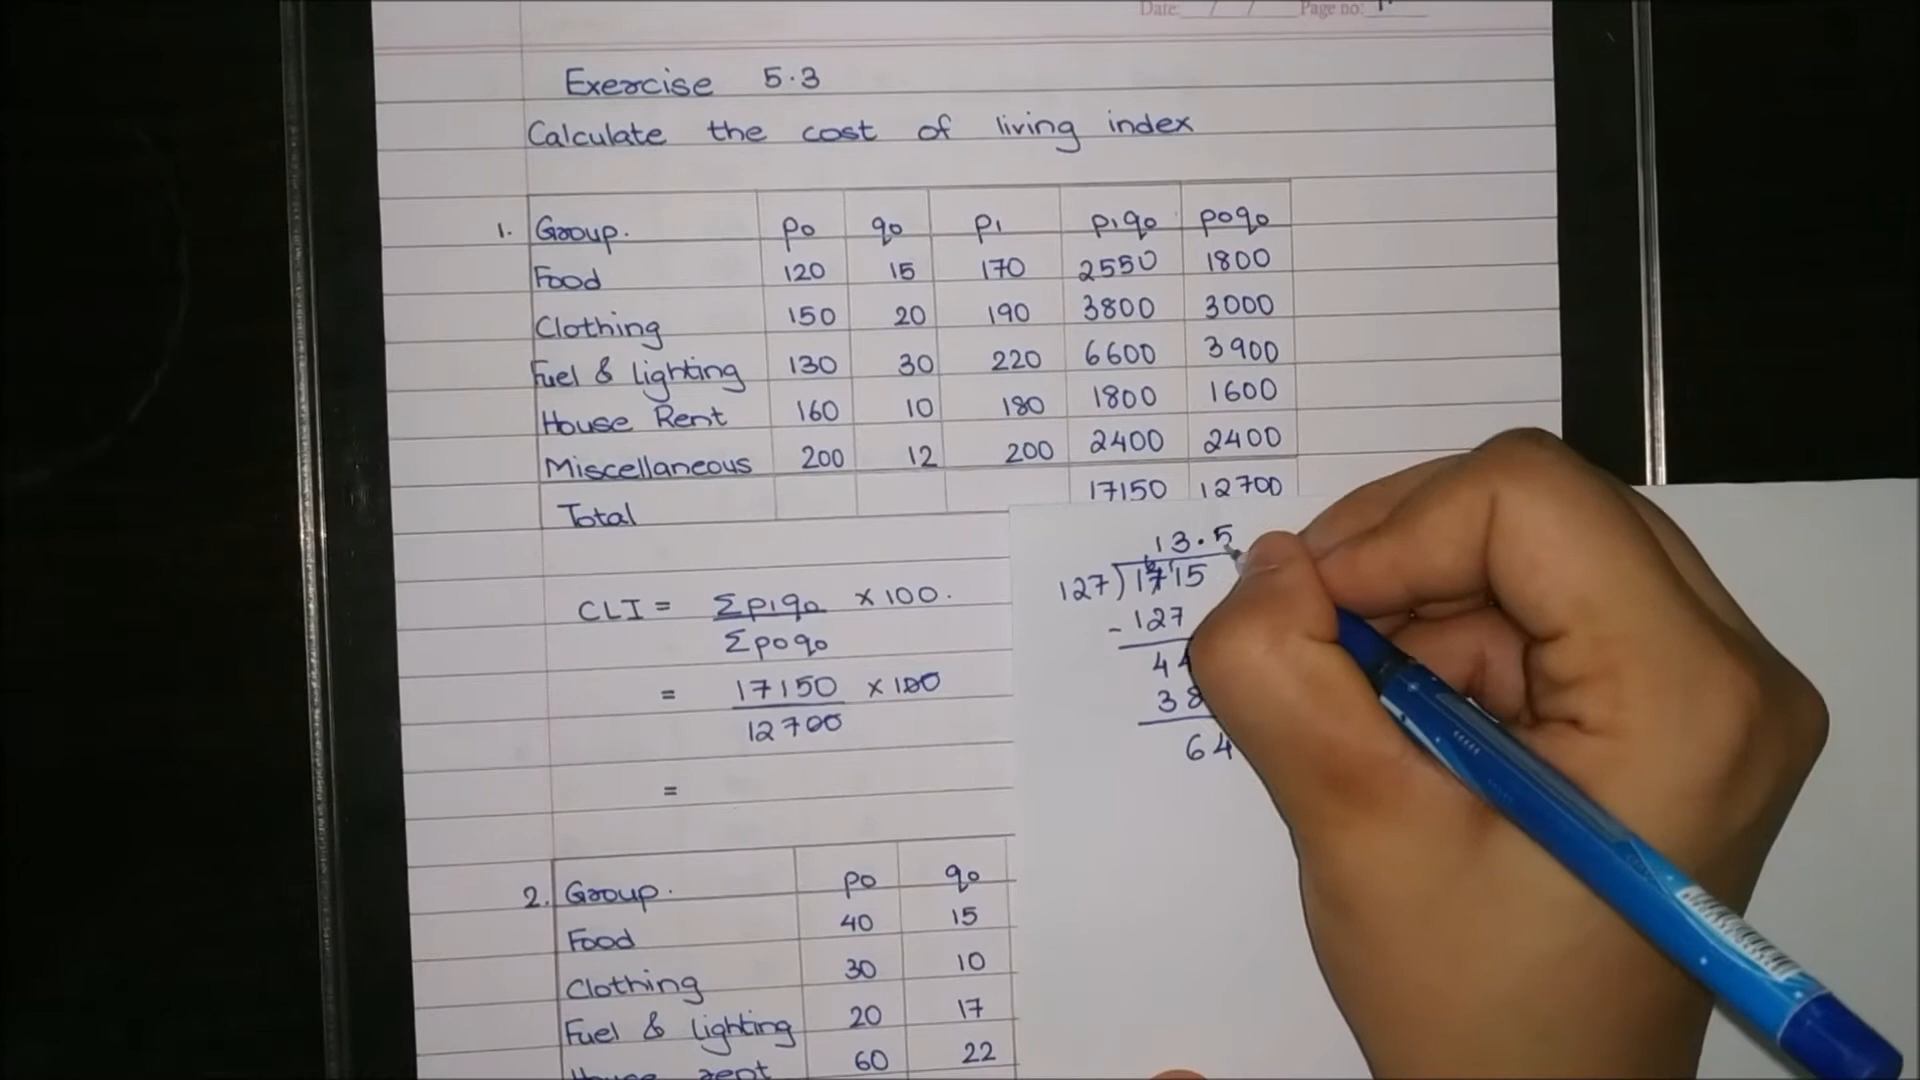 Date: / / Page no:
Exercise 5.3
Calculate the cost of living index
1. Group. p0 q0 p1 p1q0 p0q0
Food 120 15 170 2550 1800
Clothing 150 20 190 3800 3000
Fuel & lighting 130 30 220 6600 3900
House Rent 160 10 180 1800 1600
Miscellaneous 200 12 200 2400 2400
Total 17150 12700
13.5
127)1715
- 127
4
38
64
CLI = Σp1q0 × 100.
Σp0q0
= 17150 × 100
12700
=
2. Group. p0 q0
Food 40 15
Clothing 30 10
Fuel & lighting 20 17
House rent 60 22